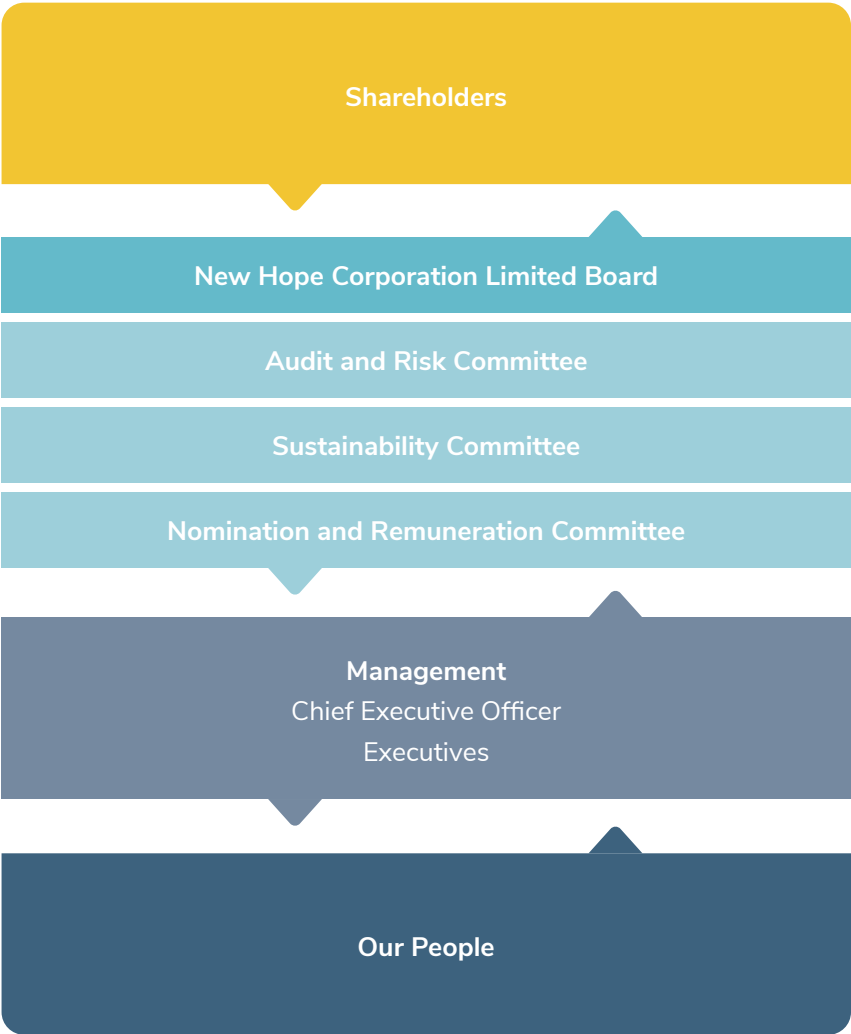 Shareholders
New Hope Corporation Limited Board
Audit and Risk Committee
Sustainability Committee
Nomination and Remuneration Committee
Management
Chief Executive Officer
Executives
Our People